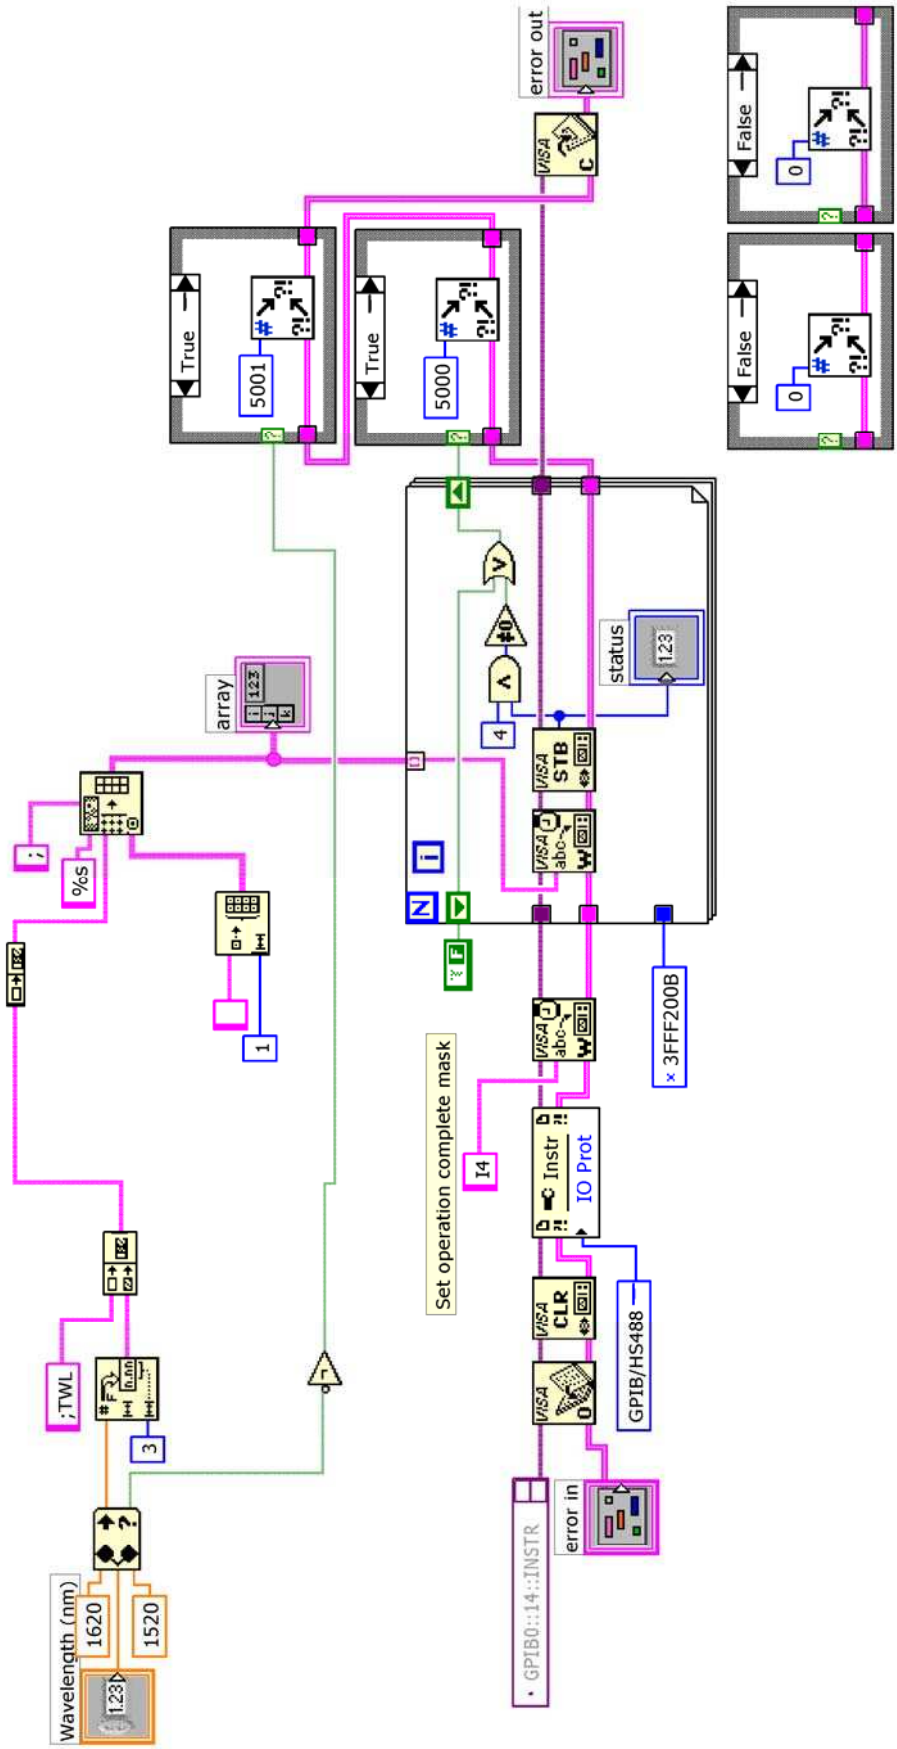 Wavelength (nm)
1620
1520
1.23
3
;TWL
;
%s
1
array
123
i
j
k
True
5001
True
5000
error out
VISA
C
False
0
False
0
N
i
F
4
status
1.23
VISA
STB
VISA
abc
W
Set operation complete mask
I4
VISA
abc
W
× 3FFF200B
Instr
IO Prot
VISA
CLR
GPIB/HS488
VISA
O
GPIB0::14::INSTR
error in